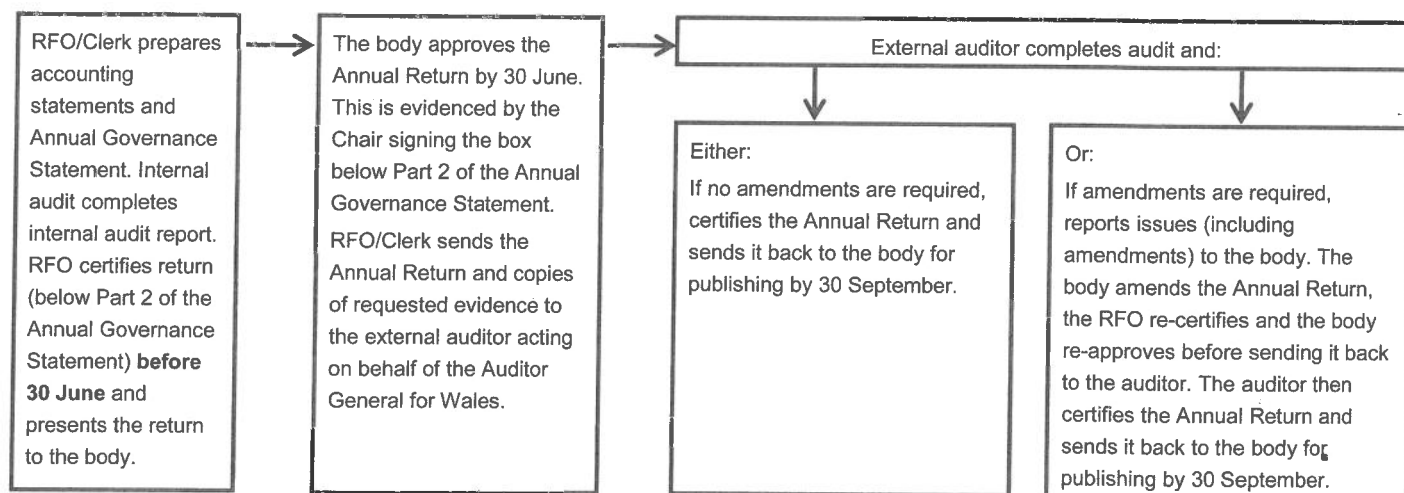 RFO/Clerk prepares
accounting
statements and
Annual Governance
Statement. Internal
audit completes
internal audit report.
RFO certifies return
(below Part 2 of the
Annual Governance
Statement) before
30 June and
presents the return
to the body.
The body approves the
Annual Return by 30 June.
This is evidenced by the
Chair signing the box
below Part 2 of the Annual
Governance Statement.
RFO/Clerk sends the
Annual Return and copies
of requested evidence to
the external auditor acting
on behalf of the Auditor
General for Wales.
External auditor completes audit and:
Either:
If no amendments are required,
certifies the Annual Return and
sends it back to the body for
publishing by 30 September.
Or:
If amendments are required,
reports issues (including
amendments) to the body. The
body amends the Annual Return,
the RFO re-certifies and the body
re-approves before sending it back
to the auditor. The auditor then
certifies the Annual Return and
sends it back to the body for
publishing by 30 September.